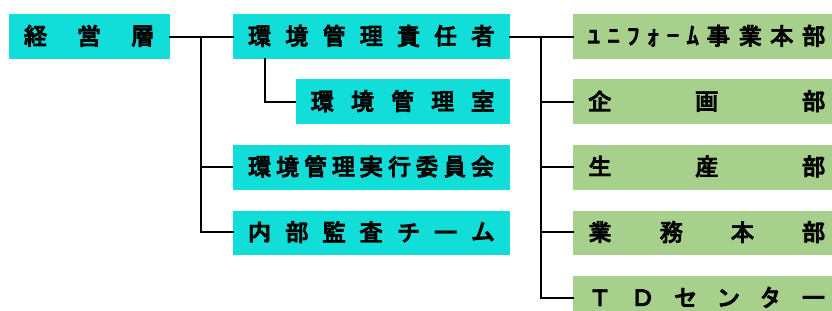 経営層
環境管理責任者
ユニフォーム事業本部
環境管理室
企画部
環境管理実行委員会
生産部
内部監査チーム
業務本部
ＴＤセンター